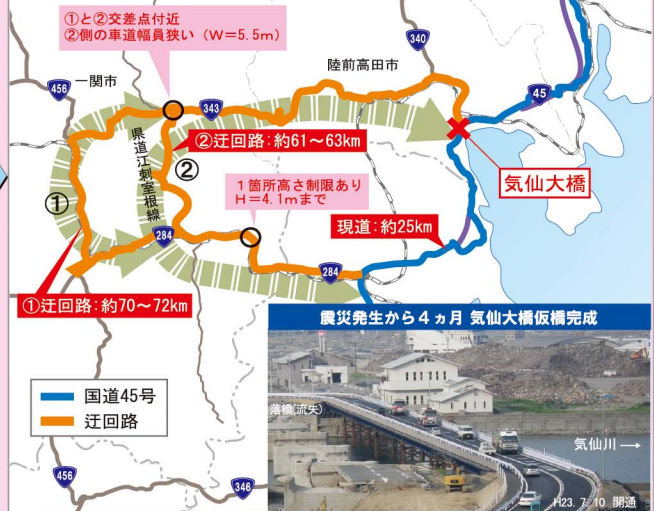 ①と②交差点付近
②側の車道幅員狭い（W＝5.5m）
340
陸前高田市
456
一関市
343
45
県道江刺室根線
②迂回路：約61～63km
気仙大橋
①
②
１箇所高さ制限あり
H＝4.1mまで
現道：約25km
284
284
①迂回路：約70～72km
震災発生から４ヵ月 気仙大橋仮橋完成
国道45号
迂回路
落橋(流失)
気仙川→
456
346
H23. 7. 10 開通